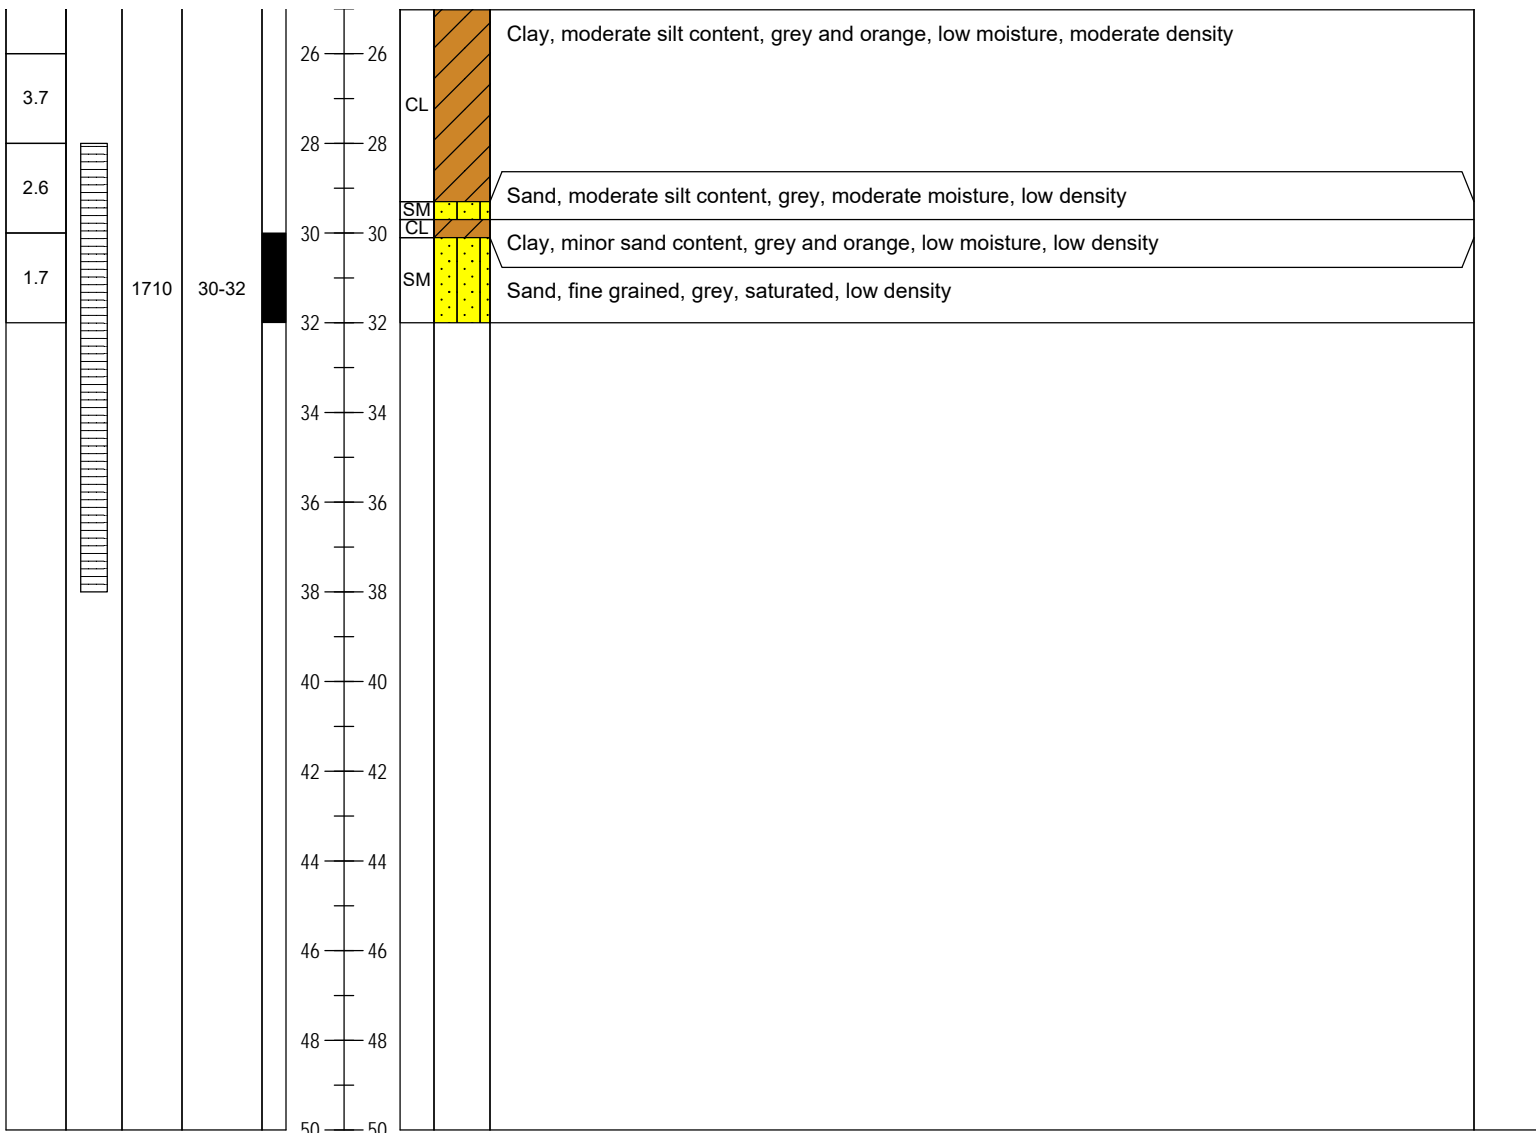 Clay, moderate silt content, grey and orange, low moisture, moderate density
26 26
3.7
CL
28 28
2.6
Sand, moderate silt content, grey, moderate moisture, low density
SM
CL
30 30
Clay, minor sand content, grey and orange, low moisture, low density
1.7
SM
1710 30-32
Sand, fine grained, grey, saturated, low density
32 32
34 34
36 36
38 38
40 40
42 42
44 44
46 46
48 48
50 50